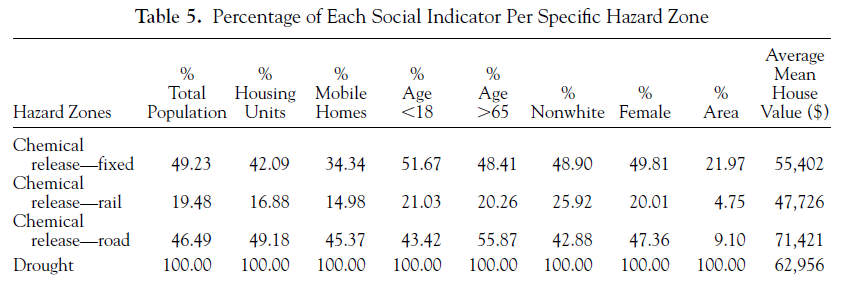 Table 5. Percentage of Each Social Indicator Per Specific Hazard Zone
Average
% % % % % Mean
Total Housing Mobile Age Age % % % House
Hazard Zones Population Units Homes <18 >65 Nonwhite Female Area Value ($)
Chemical
release—fixed 49.23 42.09 34.34 51.67 48.41 48.90 49.81 21.97 55,402
Chemical
release—rail 19.48 16.88 14.98 21.03 20.26 25.92 20.01 4.75 47,726
Chemical
release—road 46.49 49.18 45.37 43.42 55.87 42.88 47.36 9.10 71,421
Drought 100.00 100.00 100.00 100.00 100.00 100.00 100.00 100.00 62,956